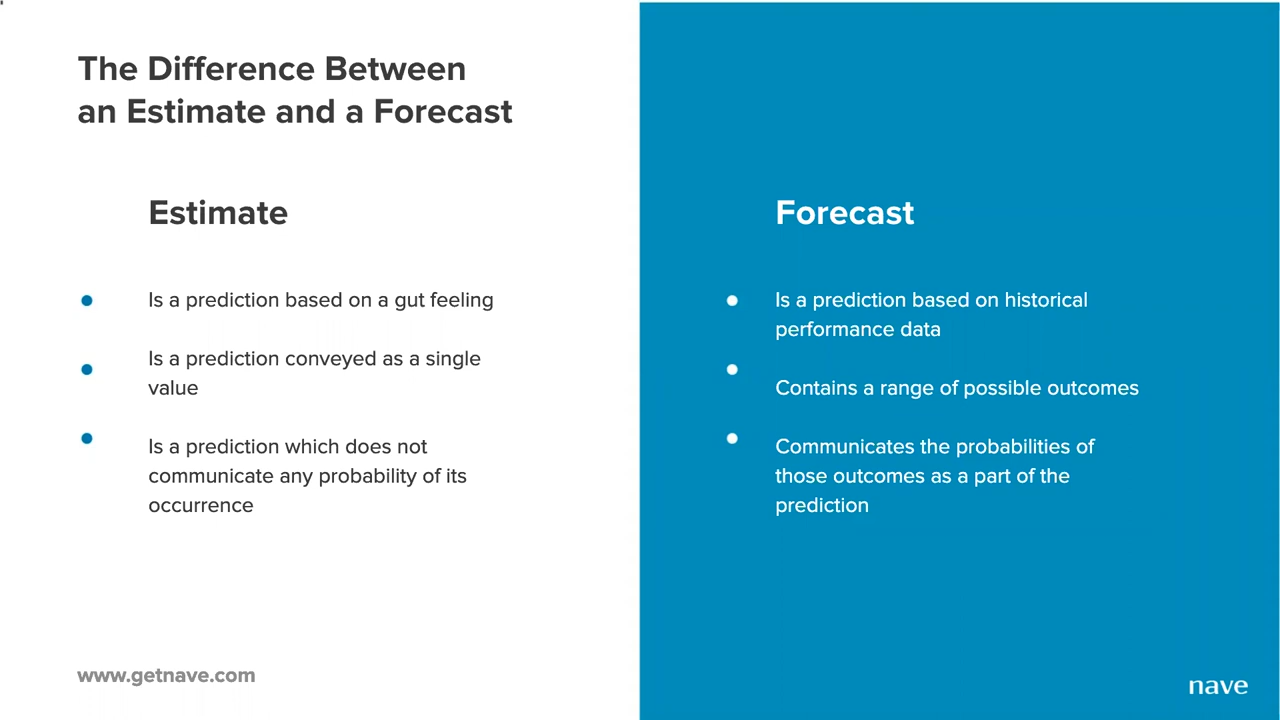 The Difference Between
an Estimate and a Forecast
Estimate
Is a prediction based on a gut feeling
Is a prediction conveyed as a single
value
Is a prediction which does not
communicate any probability of its
occurrence
www.getnave.com
Forecast
Is a prediction based on historical
performance data
Contains a range of possible outcomes
Communicates the probabilities of
those outcomes as a part of the
prediction
nave